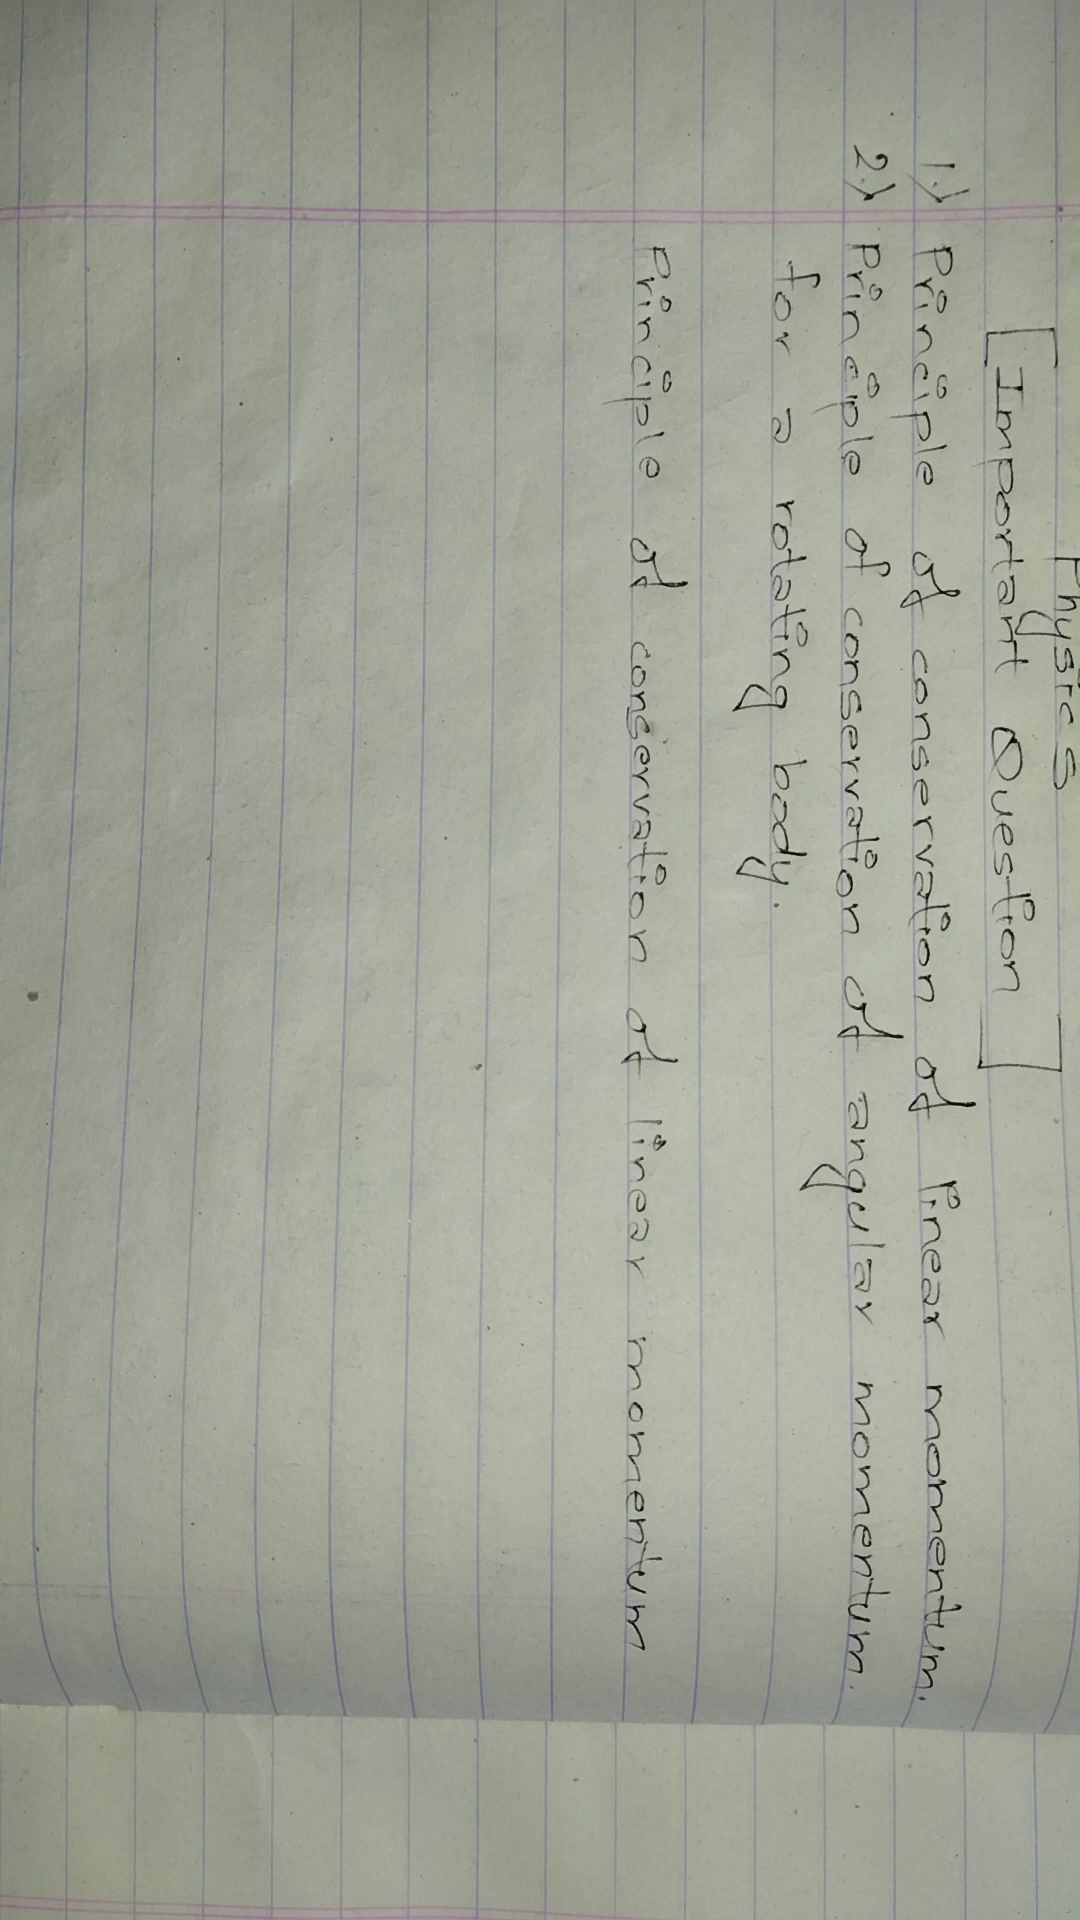 Physics
[Important Question]
1.) Principle of conservation of linear momentum.
2.) Principle of conservation of angular momentum.
for a rotating body.
Principle of conservation of linear momentum